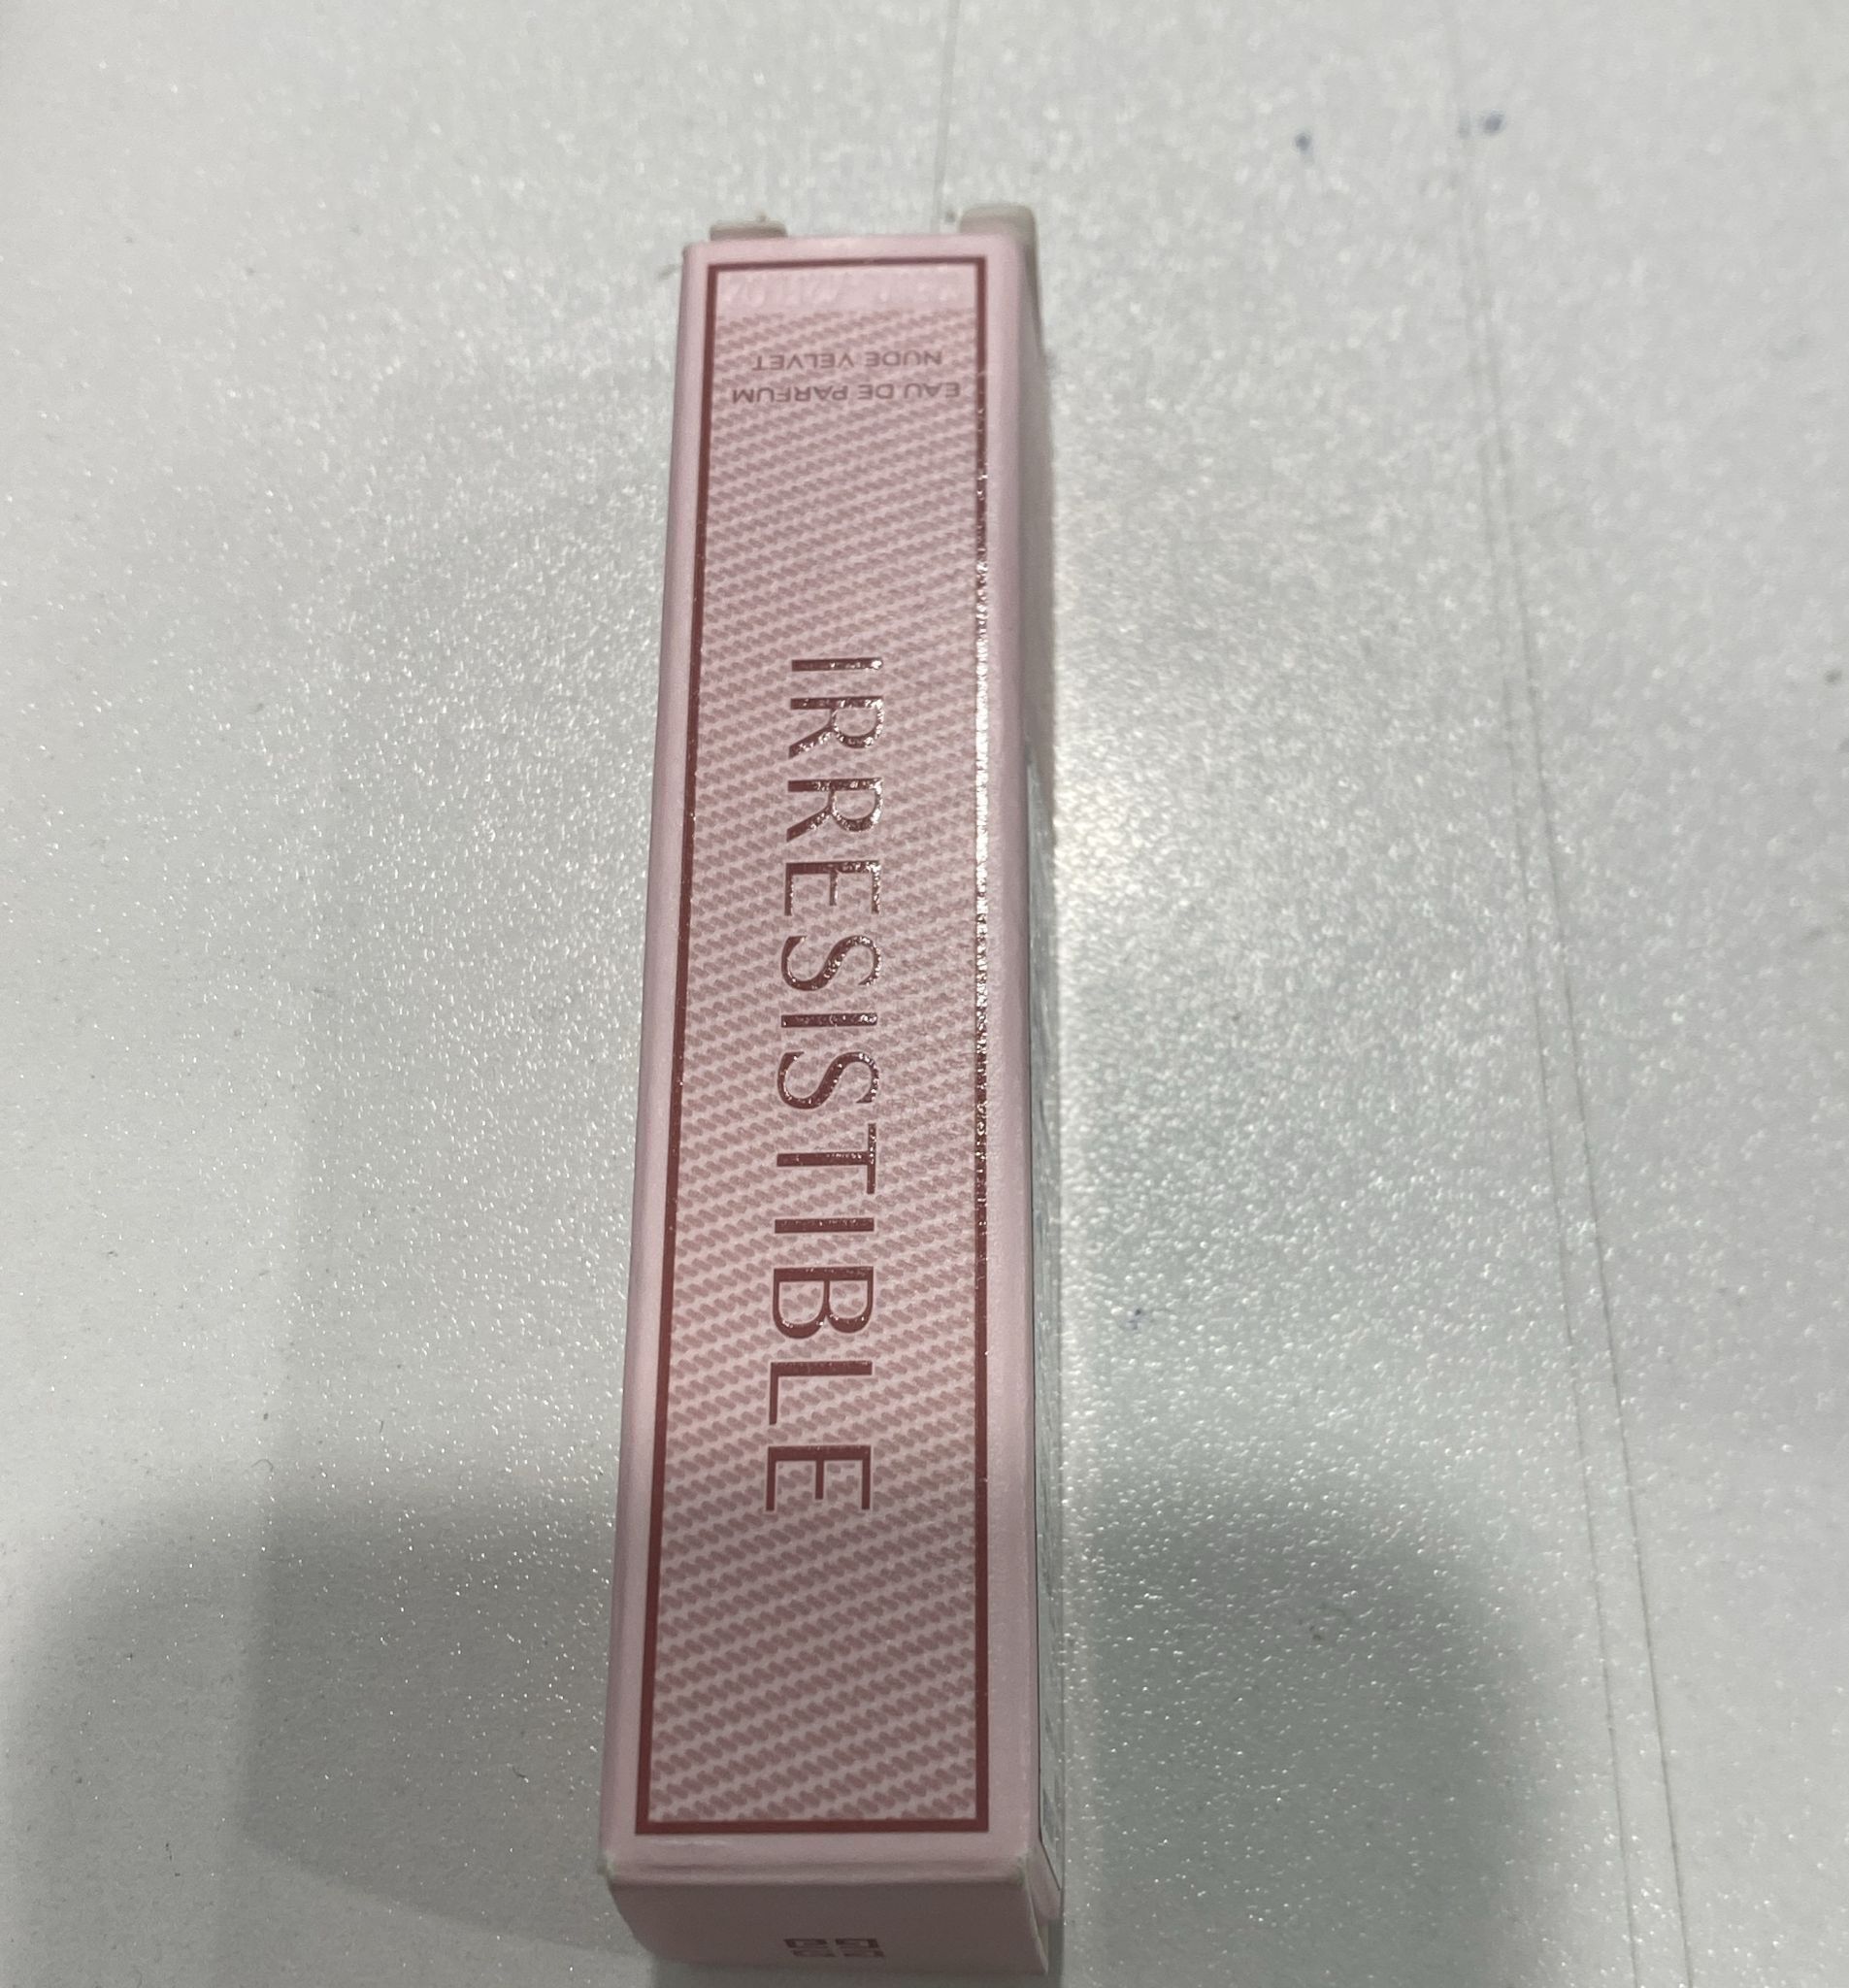 IRRESISTIBLE
EAU DE PARFUM
NUDE VELVET